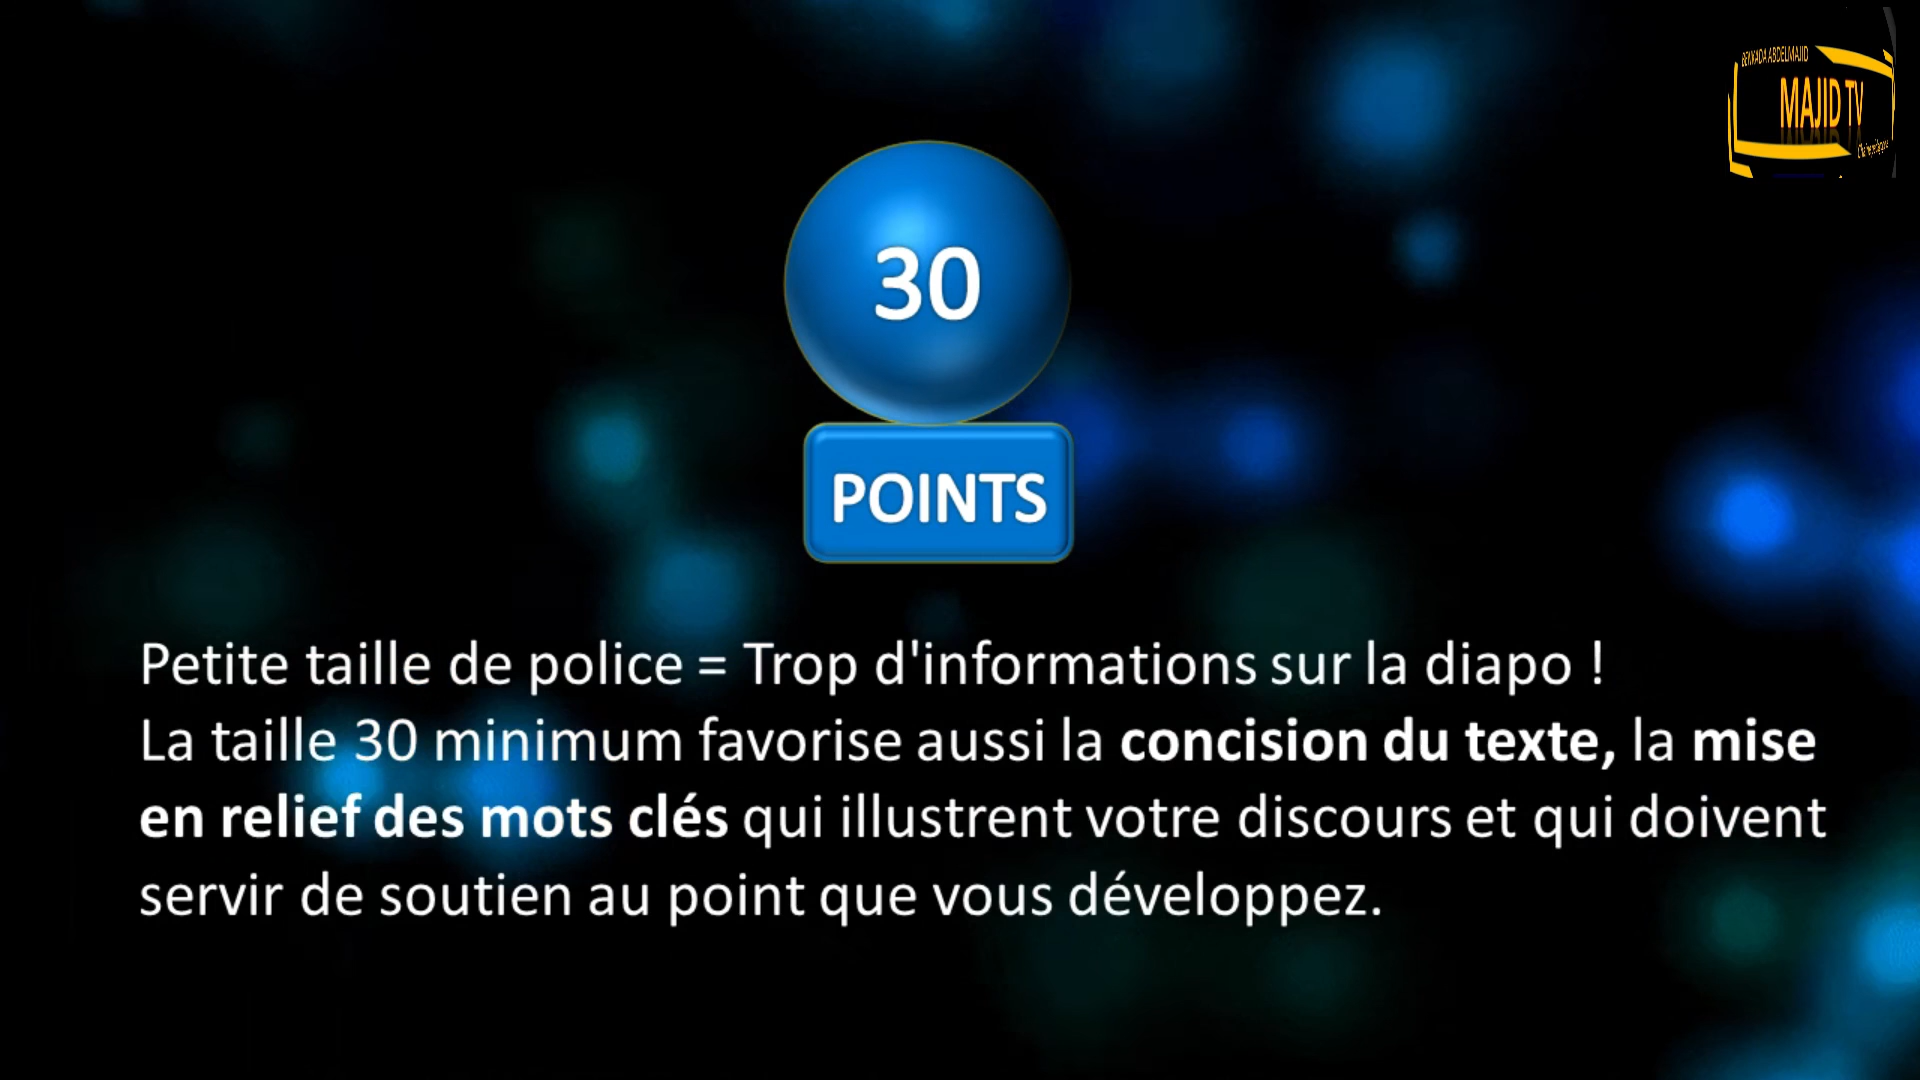 BENKADA ABDELMAJID
MAJID TV
30
POINTS
Petite taille de police = Trop d'informations sur la diapo !
La taille 30 minimum favorise aussi la concision du texte, la mise
en relief des mots clés qui illustrent votre discours et qui doivent
servir de soutien au point que vous développez.